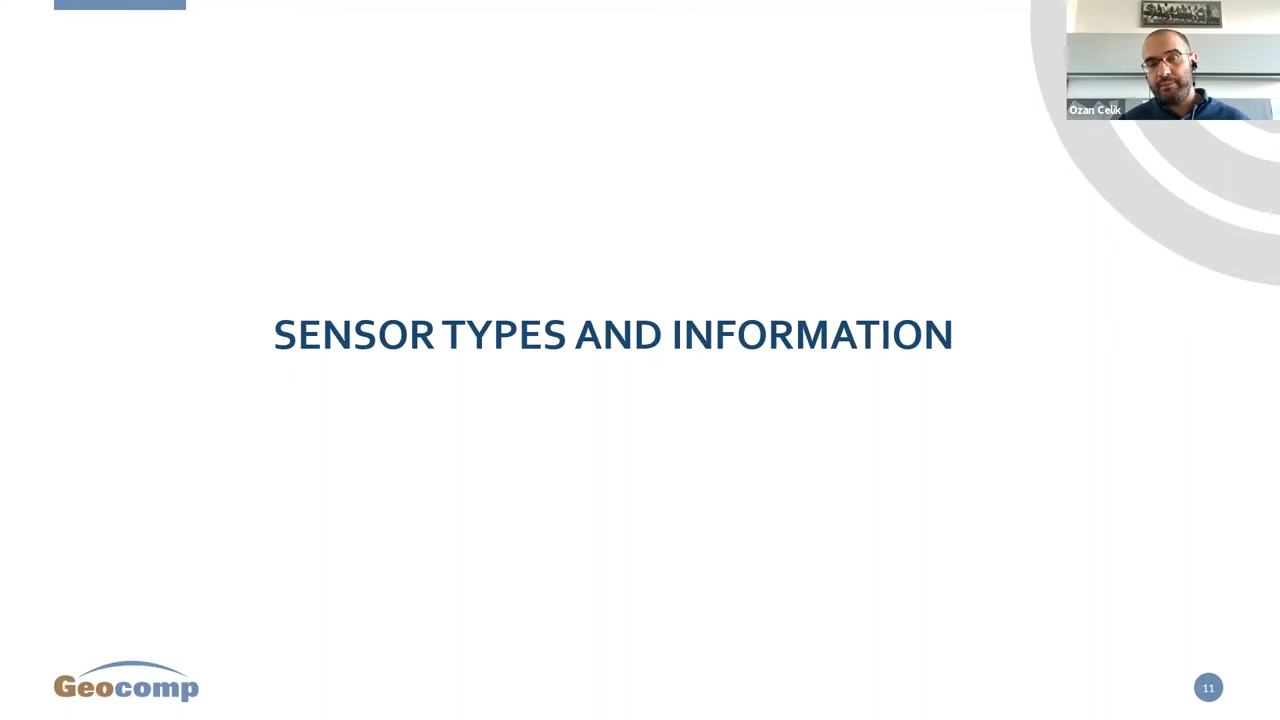 Ozan Celik
SENSOR TYPES AND INFORMATION
Geocomp
11